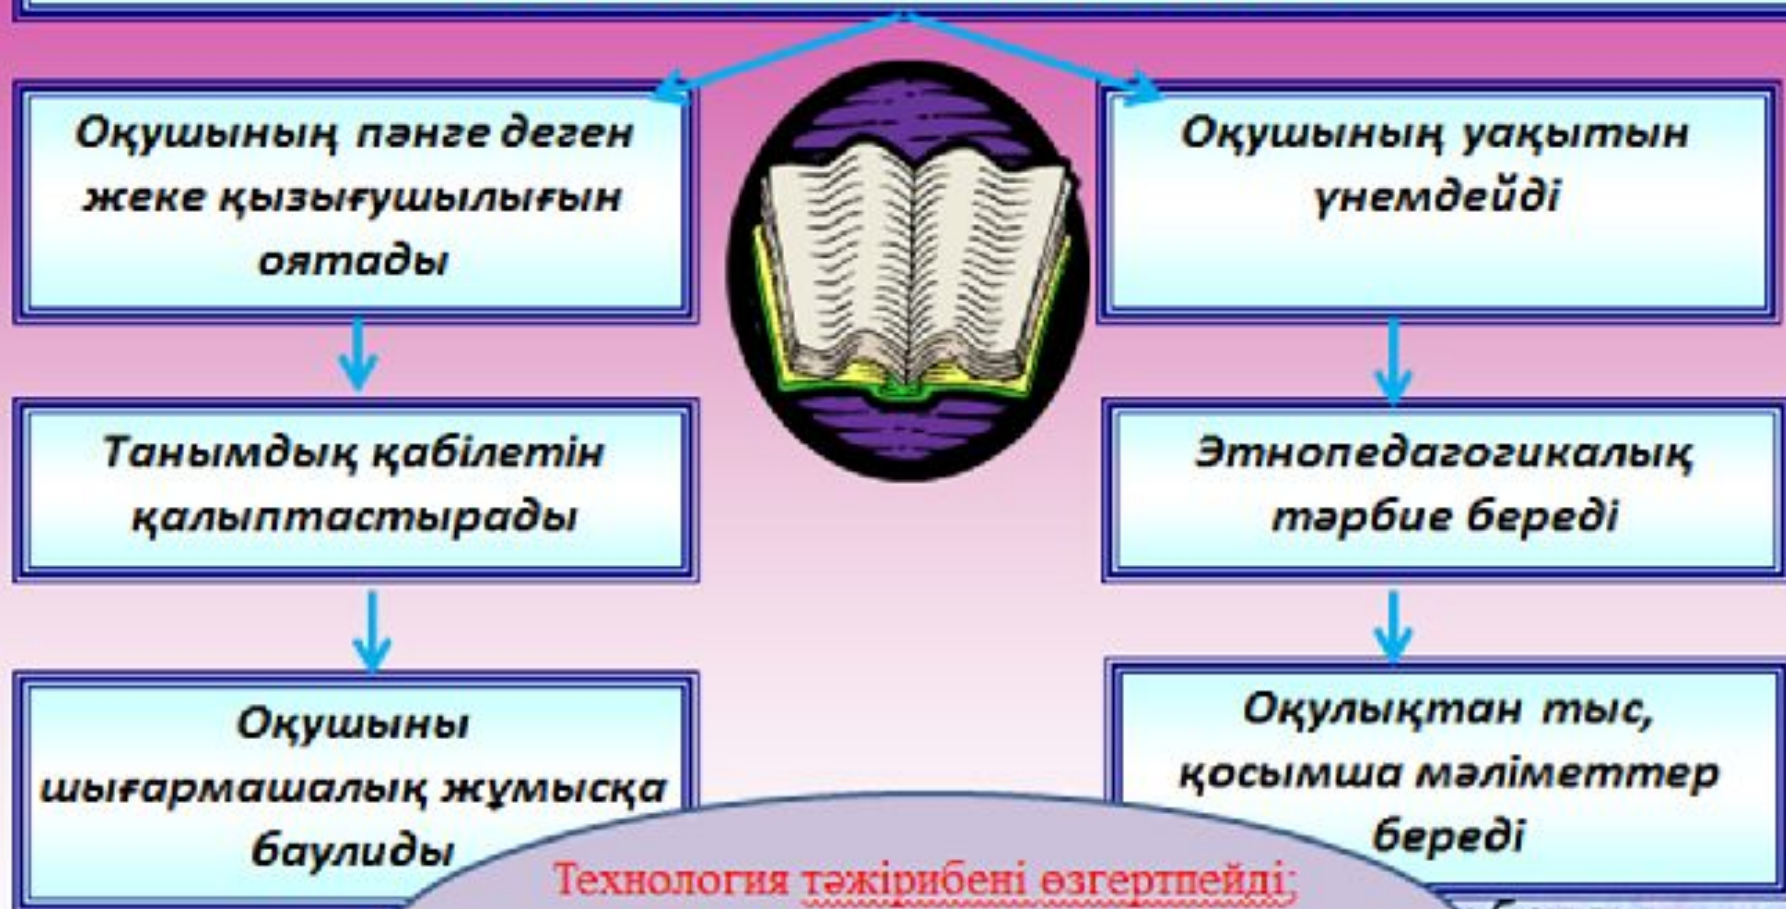 Оқушының пәнге деген
жеке қызығушылығын
оятады
Оқушының уақытын
үнемдейді
Танымдық қабілетін
қалыптастырады
Этнопедагогикалық
тәрбие береді
Оқушыны
шығармашалық жұмысқа
баулиды
Оқулықтан тыс,
қосымша мәліметтер
береді
Технология тәжірибені өзгертпейді;